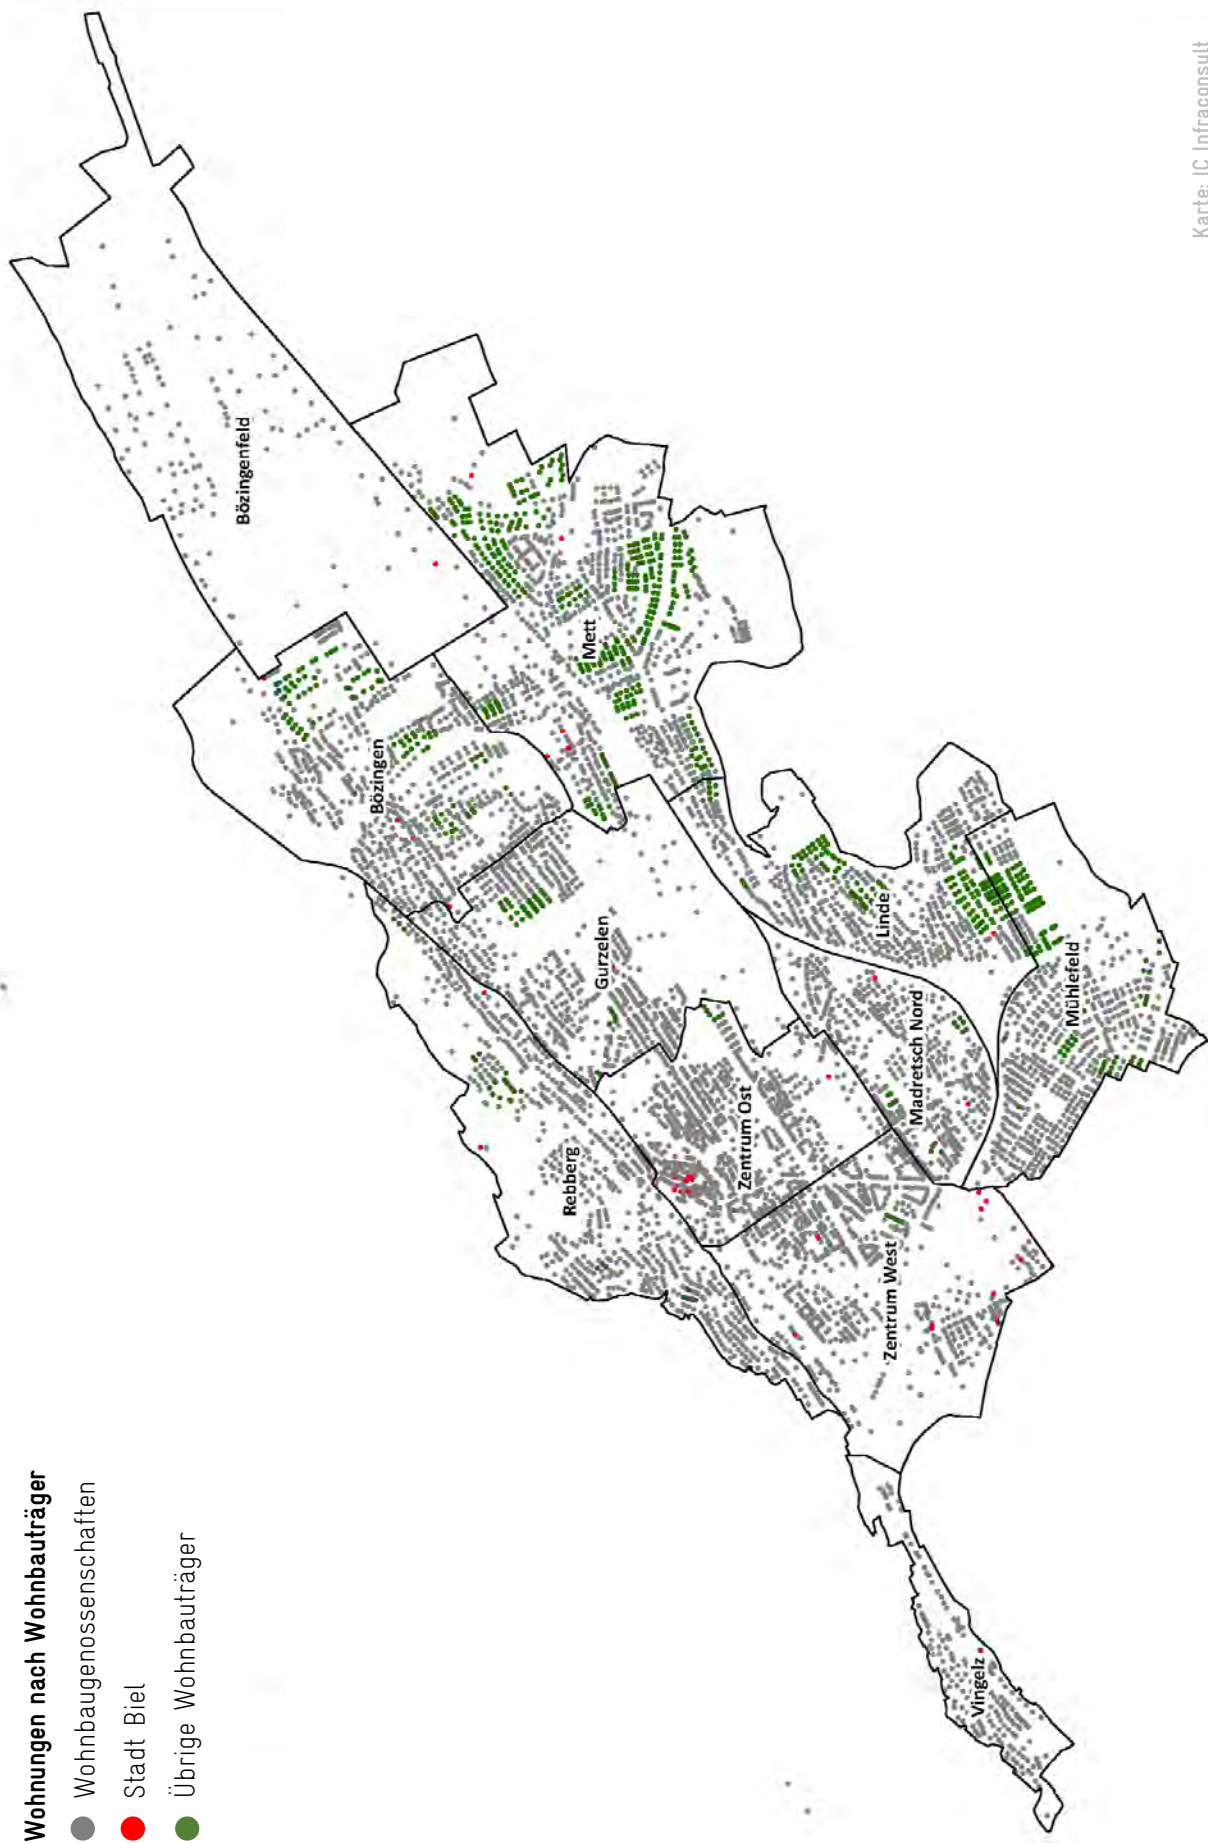 Wohnungen nach Wohnbauträger
Wohnbaugenossenschaften
Stadt Biel
Übrige Wohnbauträger
Bözingenfeld
Bözingen
Mett
Gurzelen
Linde
Rebberg
Zentrum Ost
Madretsch Nord
Mühlefeld
Zentrum West
Vingelz
Karte: IC Infraconsult